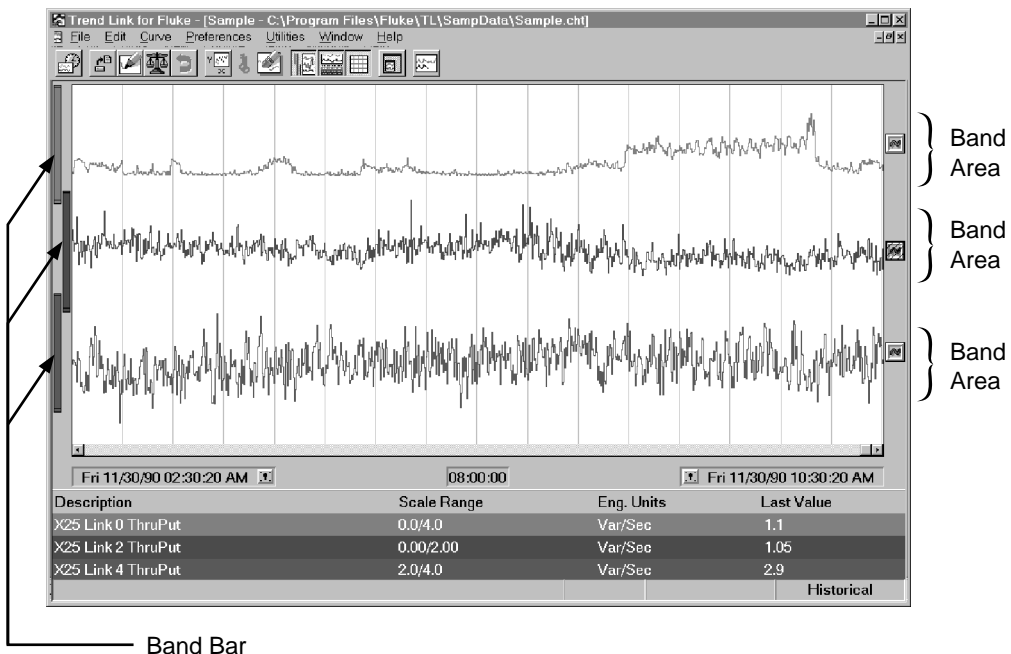 Trend Link for Fluke - [Sample - C:\Program Files\Fluke\TL\SampData\Sample.cht]
File Edit Curve Preferences Utilities Window Help
Band
Area
Band
Area
Band
Area
Fri 11/30/90 02:30:20 AM 08:00:00 Fri 11/30/90 10:30:20 AM
Description Scale Range Eng. Units Last Value
X25 Link 0 ThruPut 0.0/4.0 Var/Sec 1.1
X25 Link 2 ThruPut 0.00/2.00 Var/Sec 1.05
X25 Link 4 ThruPut 2.0/4.0 Var/Sec 2.9
Historical
Band Bar